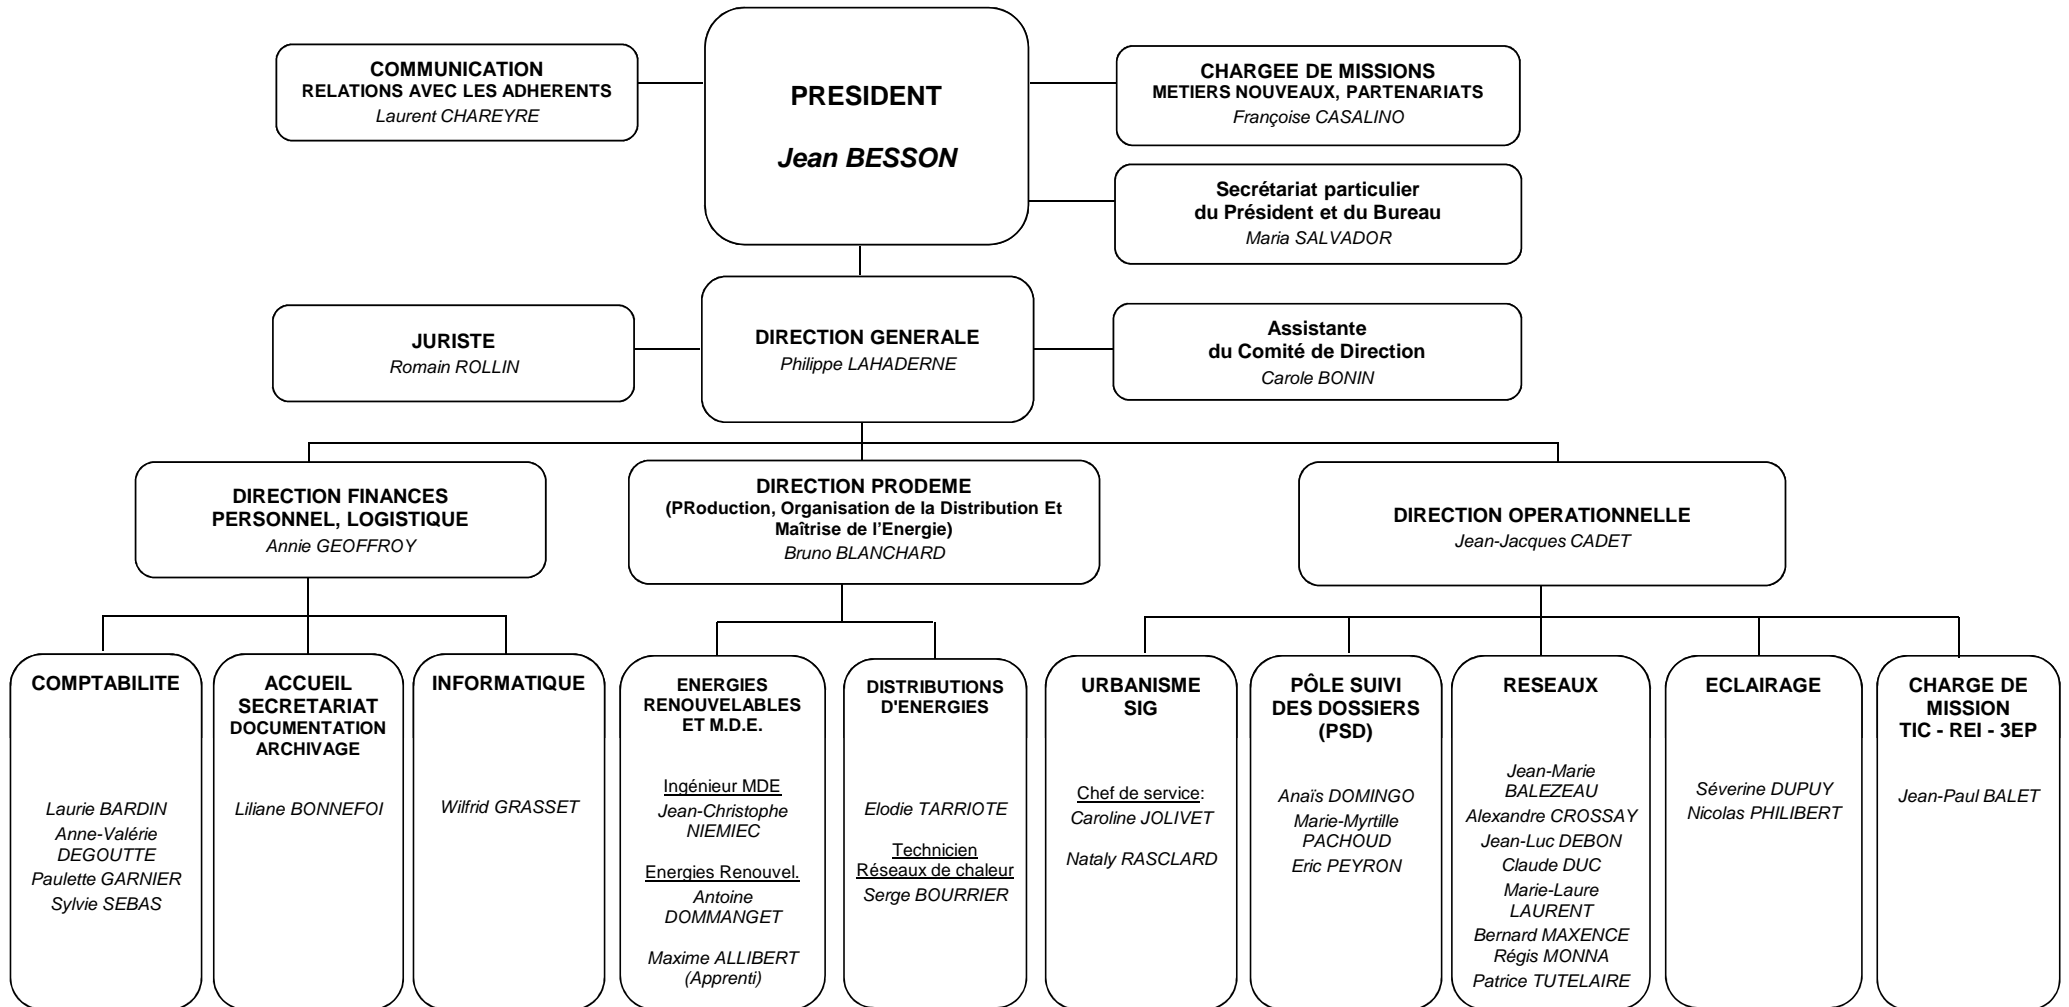 COMMUNICATION
RELATIONS AVEC LES ADHERENTS
Laurent CHAREYRE
PRESIDENT
Jean BESSON
CHARGEE DE MISSIONS
METIERS NOUVEAUX, PARTENARIATS
Françoise CASALINO
Secrétariat particulier
du Président et du Bureau
Maria SALVADOR
JURISTE
Romain ROLLIN
DIRECTION GENERALE
Philippe LAHADERNE
Assistante
du Comité de Direction
Carole BONIN
DIRECTION FINANCES
PERSONNEL, LOGISTIQUE
Annie GEOFFROY
DIRECTION PRODEME
(PRoduction, Organisation de la Distribution Et
Maîtrise de l'Energie)
Bruno BLANCHARD
DIRECTION OPERATIONNELLE
Jean-Jacques CADET
COMPTABILITE
Laurie BARDIN
Anne-Valérie
DEGOUTTE
Paulette GARNIER
Sylvie SEBAS
ACCUEIL
SECRETARIAT
DOCUMENTATION
ARCHIVAGE
Liliane BONNEFOI
INFORMATIQUE
Wilfrid GRASSET
ENERGIES
RENOUVELABLES
ET M.D.E.
Ingénieur MDE
Jean-Christophe
NIEMIEC
Energies Renouvel.
Antoine
DOMMANGET
Maxime ALLIBERT
(Apprenti)
DISTRIBUTIONS
D'ENERGIES
Elodie TARRIOTE
Technicien
Réseaux de chaleur
Serge BOURRIER
URBANISME
SIG
Chef de service:
Caroline JOLIVET
Nataly RASCLARD
PÔLE SUIVI
DES DOSSIERS
(PSD)
Anaïs DOMINGO
Marie-Myrtille
PACHOUD
Eric PEYRON
RESEAUX
Jean-Marie
BALEZEAU
Alexandre CROSSAY
Jean-Luc DEBON
Claude DUC
Marie-Laure
LAURENT
Bernard MAXENCE
Régis MONNA
Patrice TUTELAIRE
ECLAIRAGE
Séverine DUPUY
Nicolas PHILIBERT
CHARGE DE
MISSION
TIC - REI - 3EP
Jean-Paul BALET